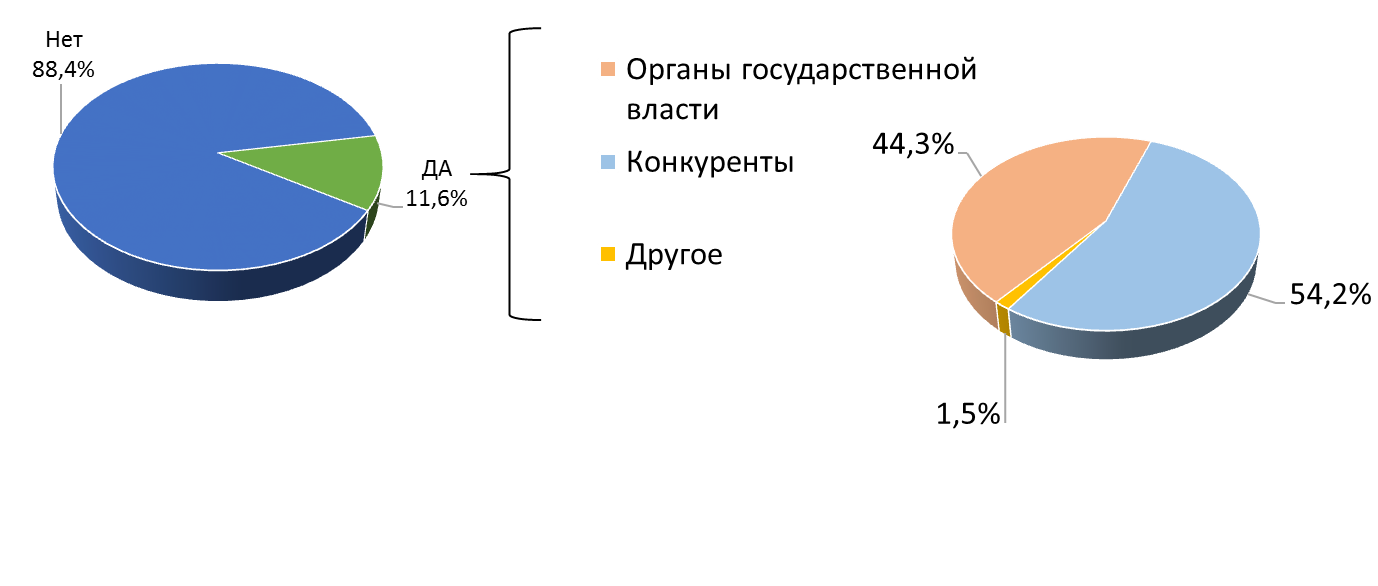 Нет
88,4%
ДА
11,6%
Органы государственной
власти
Конкуренты
Другое
44,3%
54,2%
1,5%